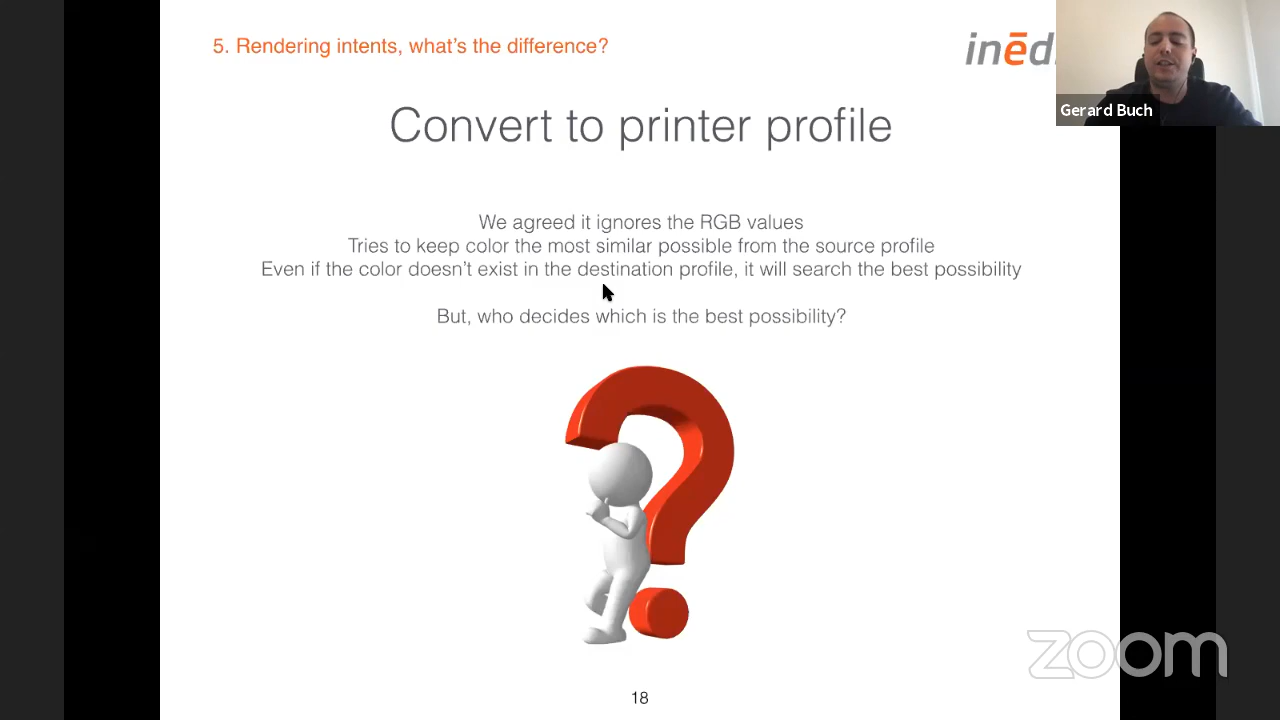 5. Rendering intents, what's the difference?
inēd
Gerard Buch
Convert to printer profile
We agreed it ignores the RGB values
Tries to keep color the most similar possible from the source profile
Even if the color doesn't exist in the destination profile, it will search the best possibility
But, who decides which is the best possibility?
zoom
18